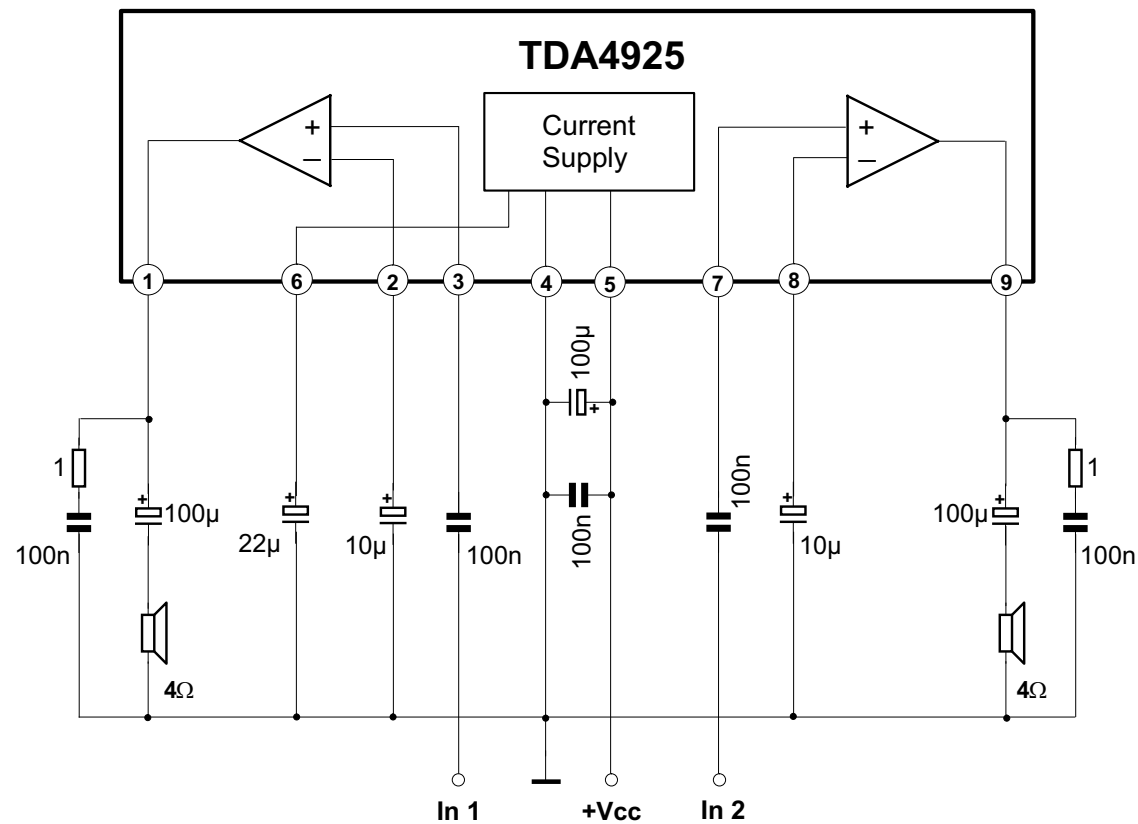 TDA4925
Current
Supply
+
−
+
−
1
6
2
3
4
5
7
8
9
100µ
+
1
+
100µ
100n
+
22µ
+
10µ
100n
100n
100n
+
10µ
+
100µ
1
100n
4Ω
4Ω
In 1
+Vcc
In 2